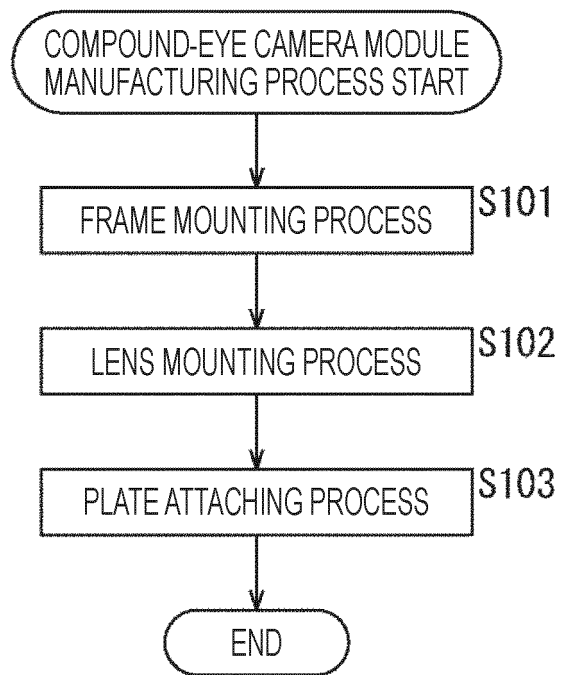 COMPOUND-EYE CAMERA MODULE
MANUFACTURING PROCESS START
FRAME MOUNTING PROCESS
S101
LENS MOUNTING PROCESS
S102
PLATE ATTACHING PROCESS
S103
END